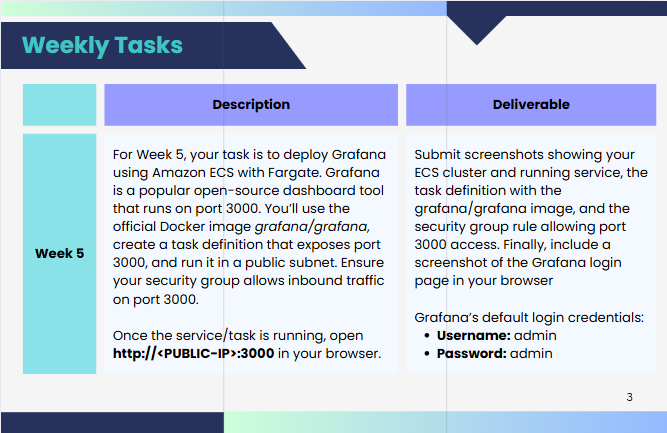 Weekly Tasks
Description
Deliverable
Week 5
For Week 5, your task is to deploy Grafana
using Amazon ECS with Fargate. Grafana
is a popular open-source dashboard tool
that runs on port 3000. You’ll use the
official Docker image grafana/grafana,
create a task definition that exposes port
3000, and run it in a public subnet. Ensure
your security group allows inbound traffic
on port 3000.
Once the service/task is running, open
http://<PUBLIC-IP>:3000 in your browser.
Submit screenshots showing your
ECS cluster and running service, the
task definition with the
grafana/grafana image, and the
security group rule allowing port
3000 access. Finally, include a
screenshot of the Grafana login
page in your browser
Grafana’s default login credentials:
• Username: admin
• Password: admin
3